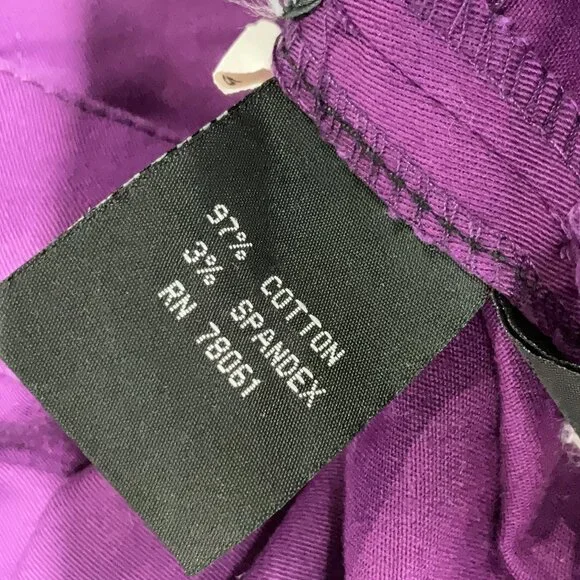 97% COTTON
3% SPANDEX
RN 78061